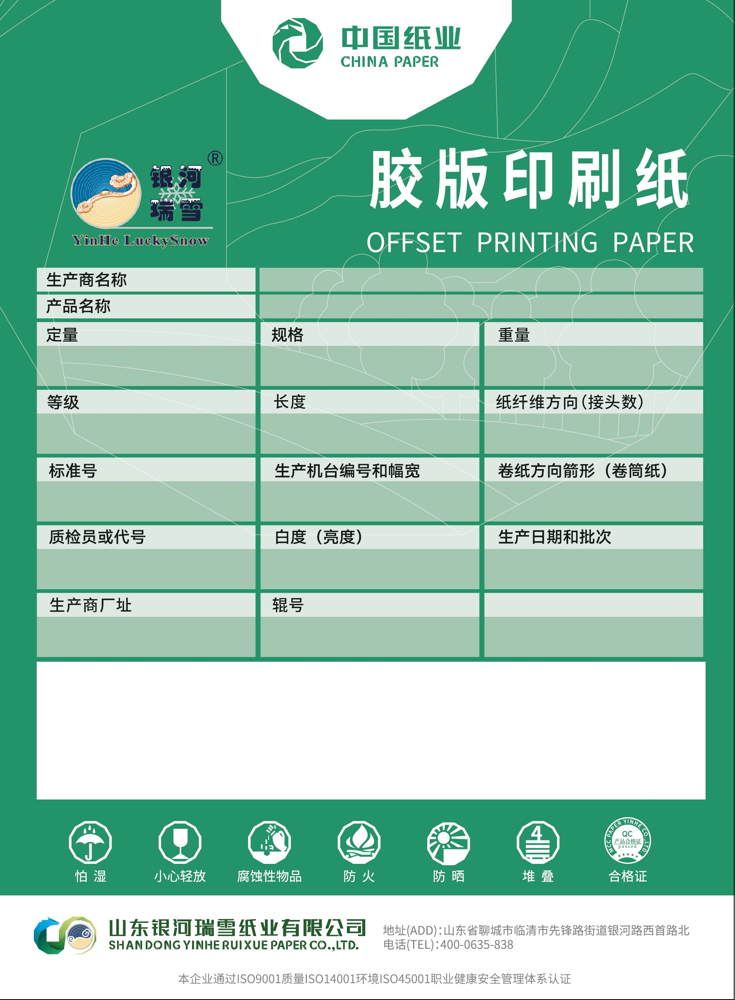 中国纸业
CHINA PAPER
银河 ®
瑞雪
YinHe LuckySnow
胶版印刷纸
OFFSET PRINTING PAPER
生产商名称
产品名称
定量 规格 重量
等级 长度 纸纤维方向(接头数)
标准号 生产机台编号和幅宽 卷纸方向箭形（卷筒纸）
质检员或代号 白度（亮度） 生产日期和批次
生产商厂址 辊号
4
MCC PAPER YINHE CO.,LTD.
QC
产品合格证
passed
怕 湿 小心轻放 腐蚀性物品 防 火 防 晒 堆 叠 合格证
山东银河瑞雪纸业有限公司
SHANDONG YINHE RUIXUE PAPER CO.,LTD.
地址(ADD):山东省聊城市临清市先锋路街道银河路西首路北
电话(TEL):400-0635-838
本企业通过ISO9001质量ISO14001环境ISO45001职业健康安全管理体系认证